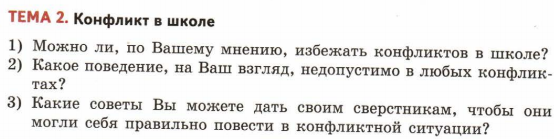 ТЕМА 2. Конфликт в школе
1) Можно ли, по Вашему мнению, избежать конфликтов в школе?
2) Какое поведение, на Ваш взгляд, недопустимо в любых конфлик-
тах?
3) Какие советы Вы можете дать своим сверстникам, чтобы они
могли себя правильно повести в конфликтной ситуации?